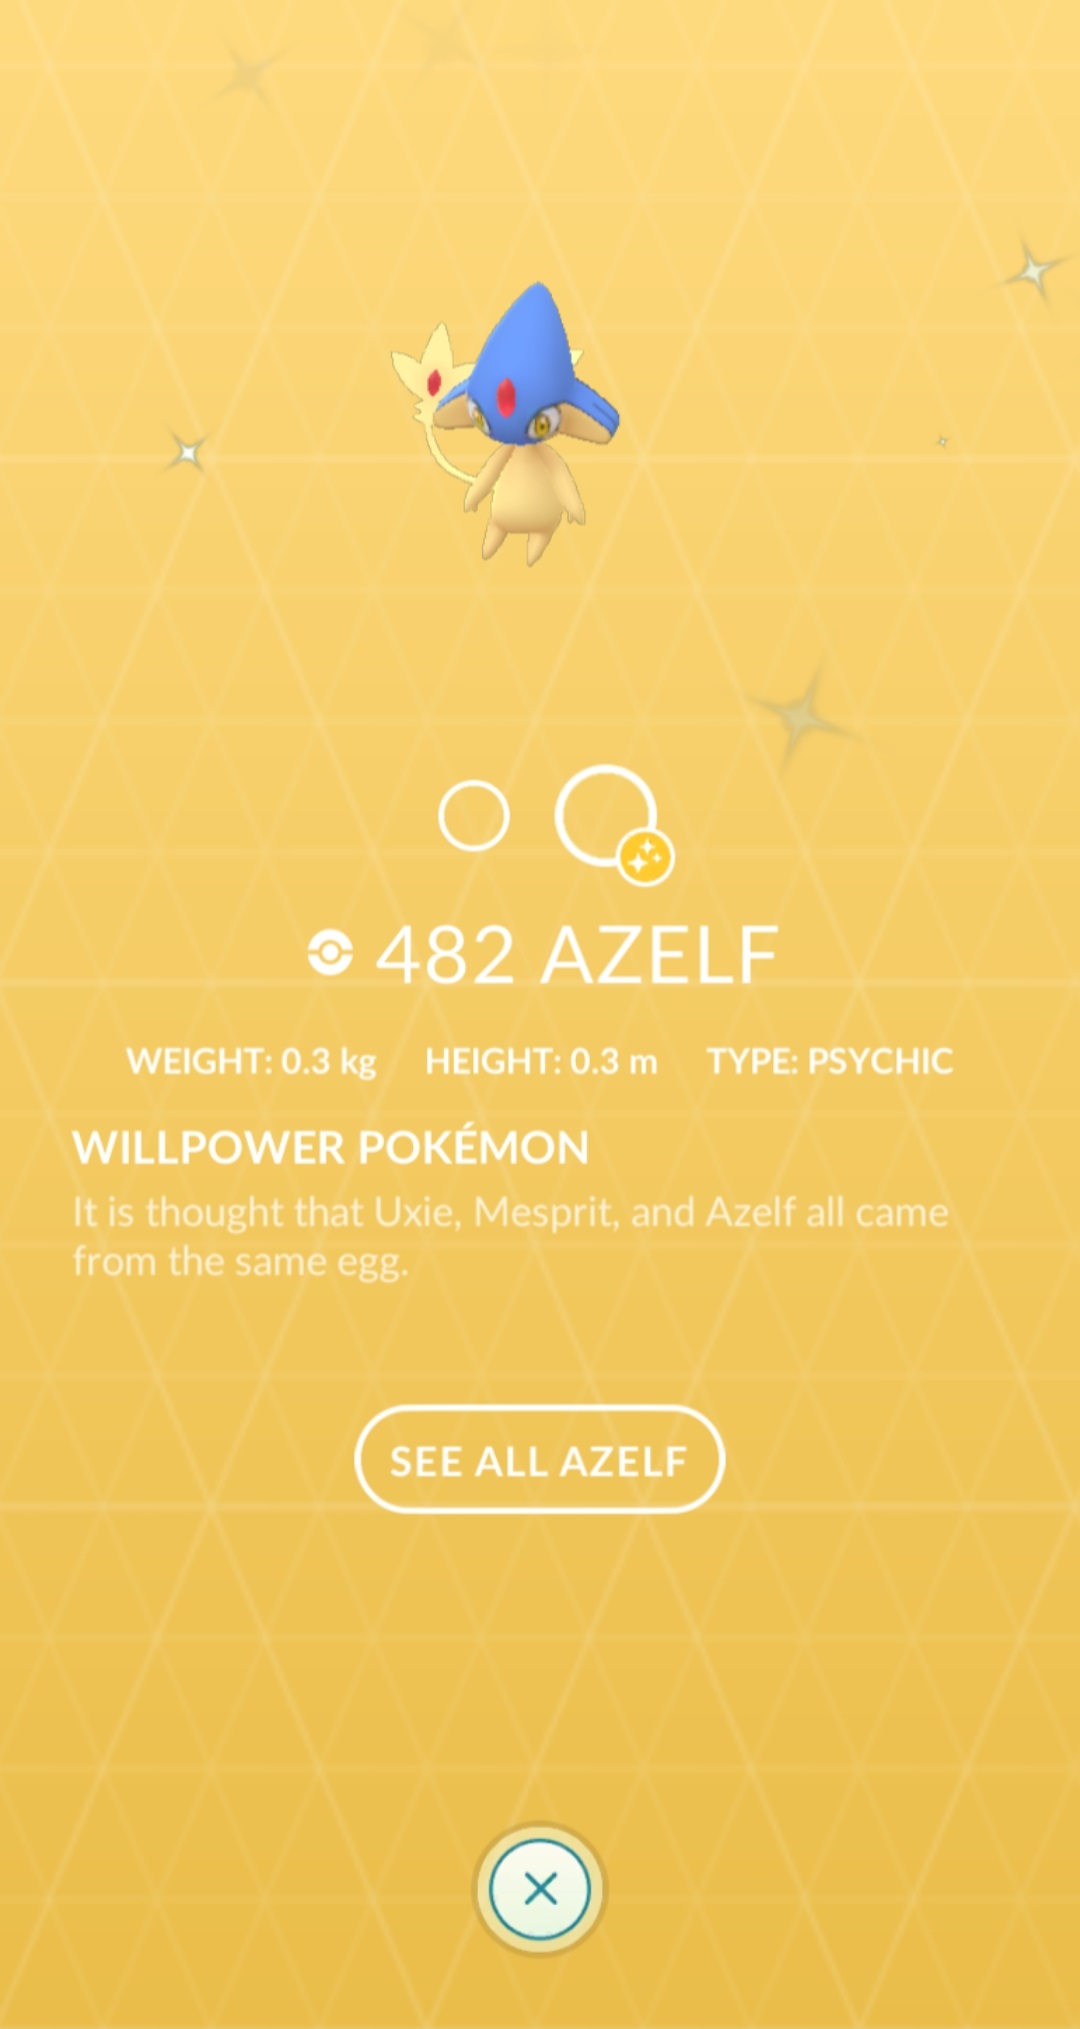 482 AZELF
WEIGHT: 0.3 kg HEIGHT: 0.3 m TYPE: PSYCHIC
WILLPOWER POKÉMON
It is thought that Uxie, Mesprit, and Azelf all came
from the same egg.
SEE ALL AZELF